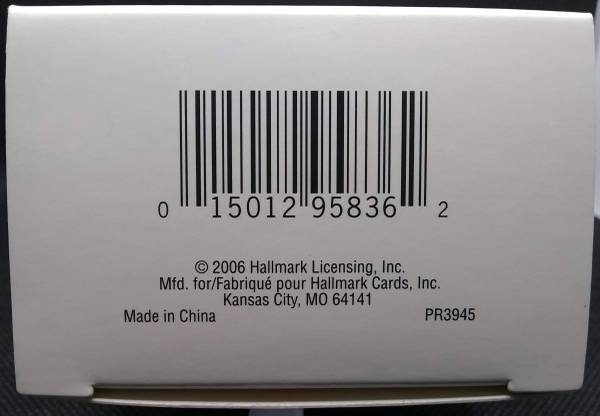 0 15012 95836 2
© 2006 Hallmark Licensing, Inc.
Mfd. for/Fabriqué pour Hallmark Cards, Inc.
Kansas City, MO 64141
Made in China PR3945